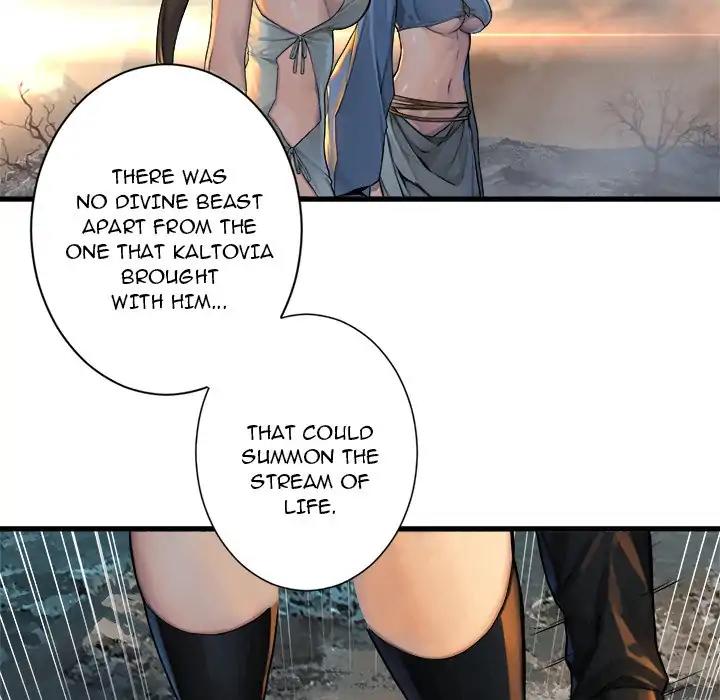 THERE WAS
NO DIVINE BEAST
APART FROM THE
ONE THAT KALTOVIA
BROUGHT
WITH HIM...
THAT COULD
SUMMON THE
STREAM OF
LIFE.